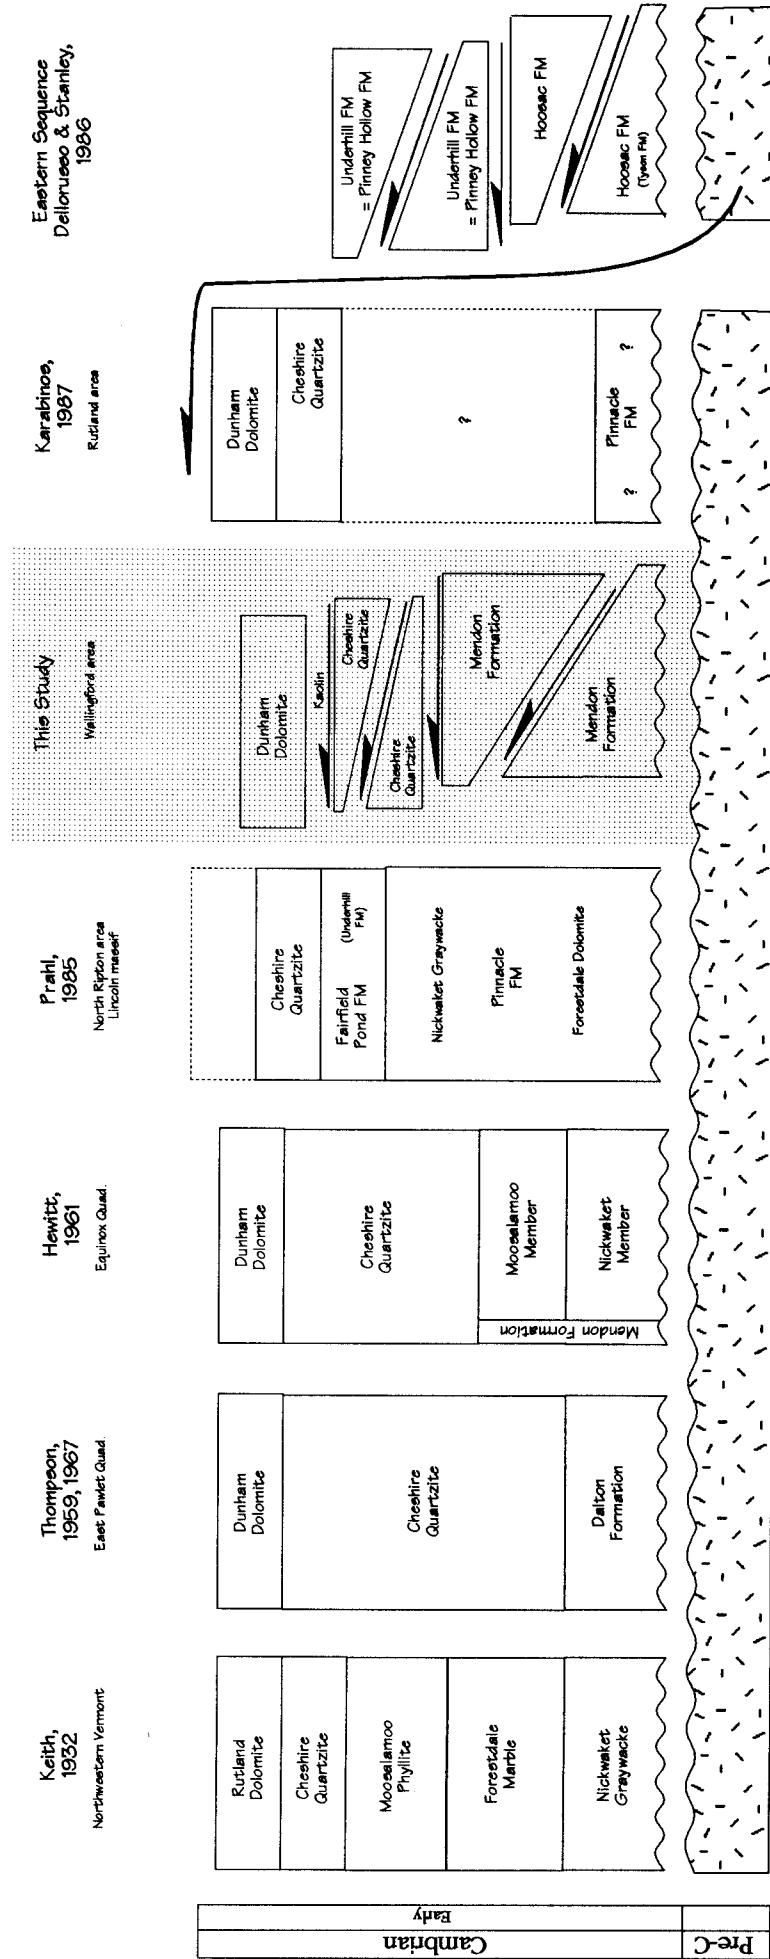 Cambrian
Early
Pre-C
Keith,
1932
Northwestern Vermont
Rutland
Dolomite
Cheshire
Quartzite
Moosalamoo
Phyllite
Forestdale
Marble
Nickwaket
Graywacke
Thompson,
1959, 1967
East Pawlet Quad.
Dunham
Dolomite
Cheshire
Quartzite
Dalton
Formation
Hewitt,
1961
Equinox Quad.
Dunham
Dolomite
Cheshire
Quartzite
Mendon Formation
Moosalamoo
Member
Nickwaket
Member
Prahl,
1985
North Ripton area
Lincoln massif
Cheshire
Quartzite
Fairfield
Pond FM
(Underhill
FM)
Nickwaket Graywacke
Pinnacle
FM
Forestdale Dolomite
This Study
Wallingford area
Dunham
Dolomite
Kaolin
Cheshire
Quartzite
Cheshire
Quartzite
Mendon
Formation
Mendon
Formation
Karabinos,
1987
Rutland area
Dunham
Dolomite
Cheshire
Quartzite
?
? Pinnacle ?
FM
Eastern Sequence
Dellorusso & Stanley,
1986
Underhill FM
= Pinney Hollow FM
Underhill FM
= Pinney Hollow FM
Hoosac FM
Hoosac FM
(Tyson FM)